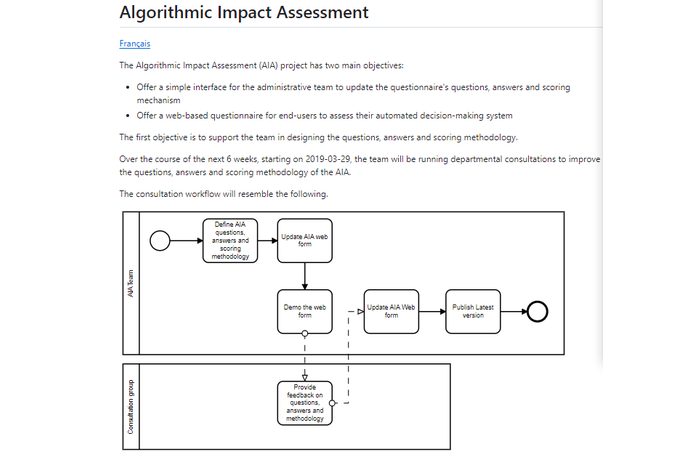 Algorithmic Impact Assessment
Français
The Algorithmic Impact Assessment (AIA) project has two main objectives:
• Offer a simple interface for the administrative team to update the questionnaire's questions, answers and scoring
mechanism
• Offer a web-based questionnaire for end-users to assess their automated decision-making system
The first objective is to support the team in designing the questions, answers and scoring methodology.
Over the course of the next 6 weeks, starting on 2019-03-29, the team will be running departmental consultations to improve
the questions, answers and scoring methodology of the AIA.
The consultation workflow will resemble the following.
AIA Team
Define AIA
questions,
answers and
scoring
methodology
Update AIA web
form
Demo the web
form
Update AIA Web
form
Publish Latest
version
Consultation group
Provide
feedback on
questions,
answers and
methodology